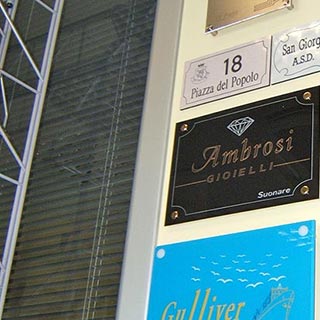 18
Piazza del Popolo
San Giorg
A.S.D.
Ambrosi
GIOIELLI
Suonare
Gulliver